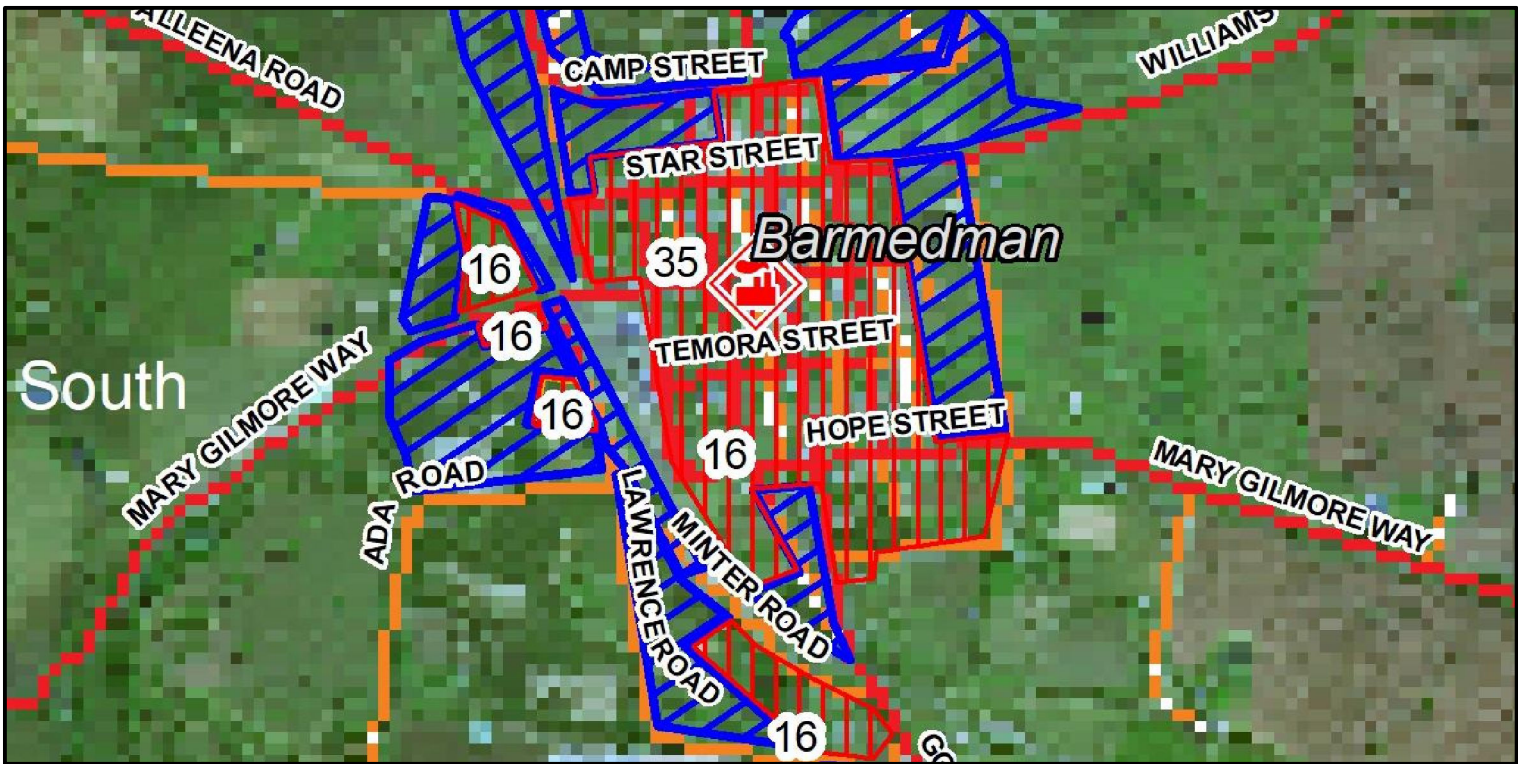 ALLEENA ROAD
CAMP STREET
WILLIAMS
STAR STREET
Barmedman
16
35
16
TEMORA STREET
South
MARY GILMORE WAY
16
HOPE STREET
16
MARY GILMORE WAY
ADA ROAD
LAWRENCE ROAD
MINTER ROAD
16
GO